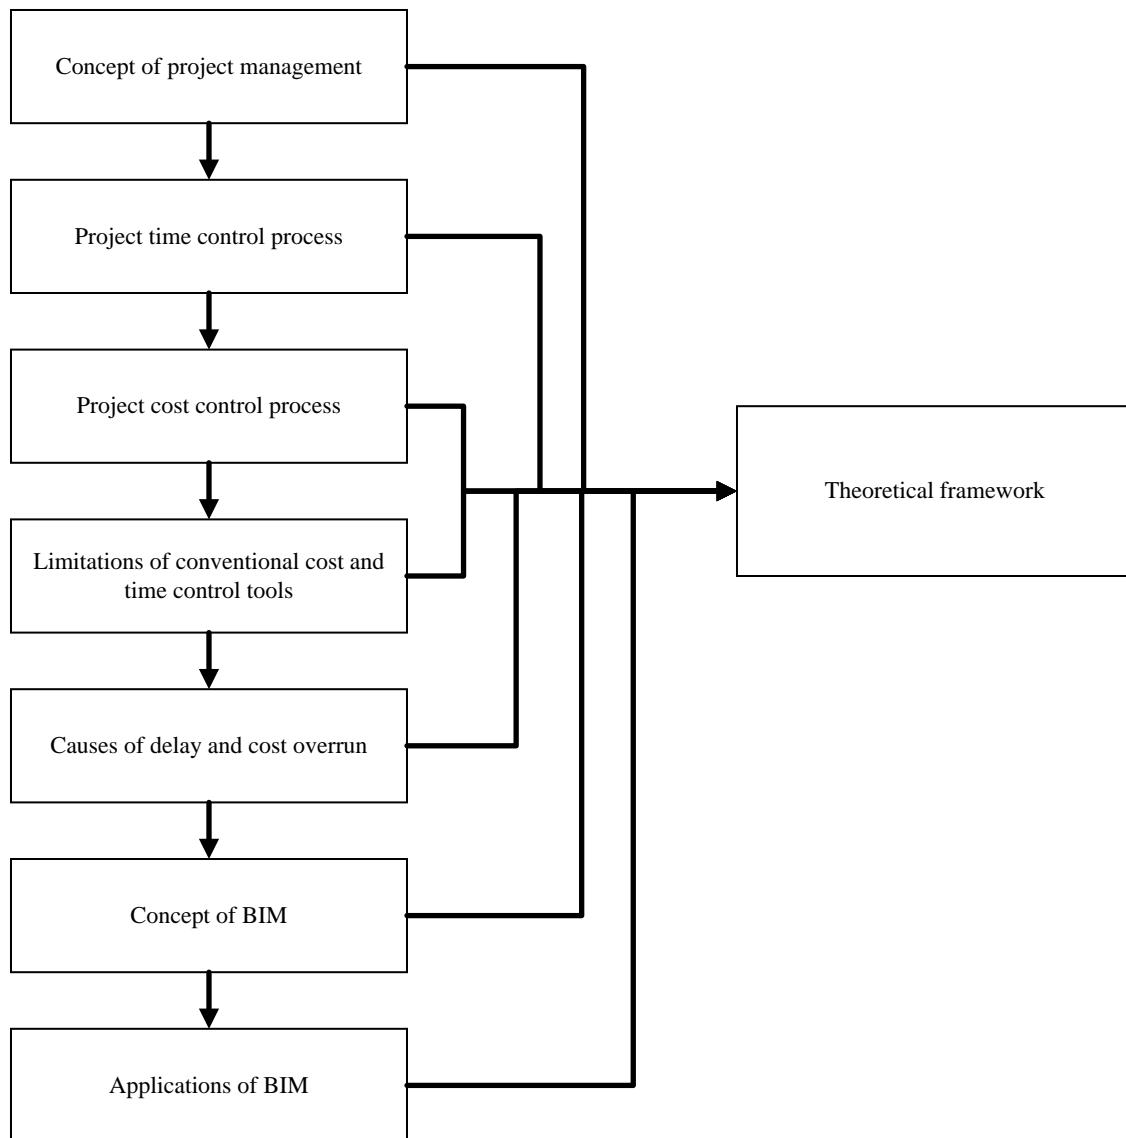 Concept of project management
Project time control process
Project cost control process
Limitations of conventional cost and
time control tools
Causes of delay and cost overrun
Concept of BIM
Applications of BIM
Theoretical framework